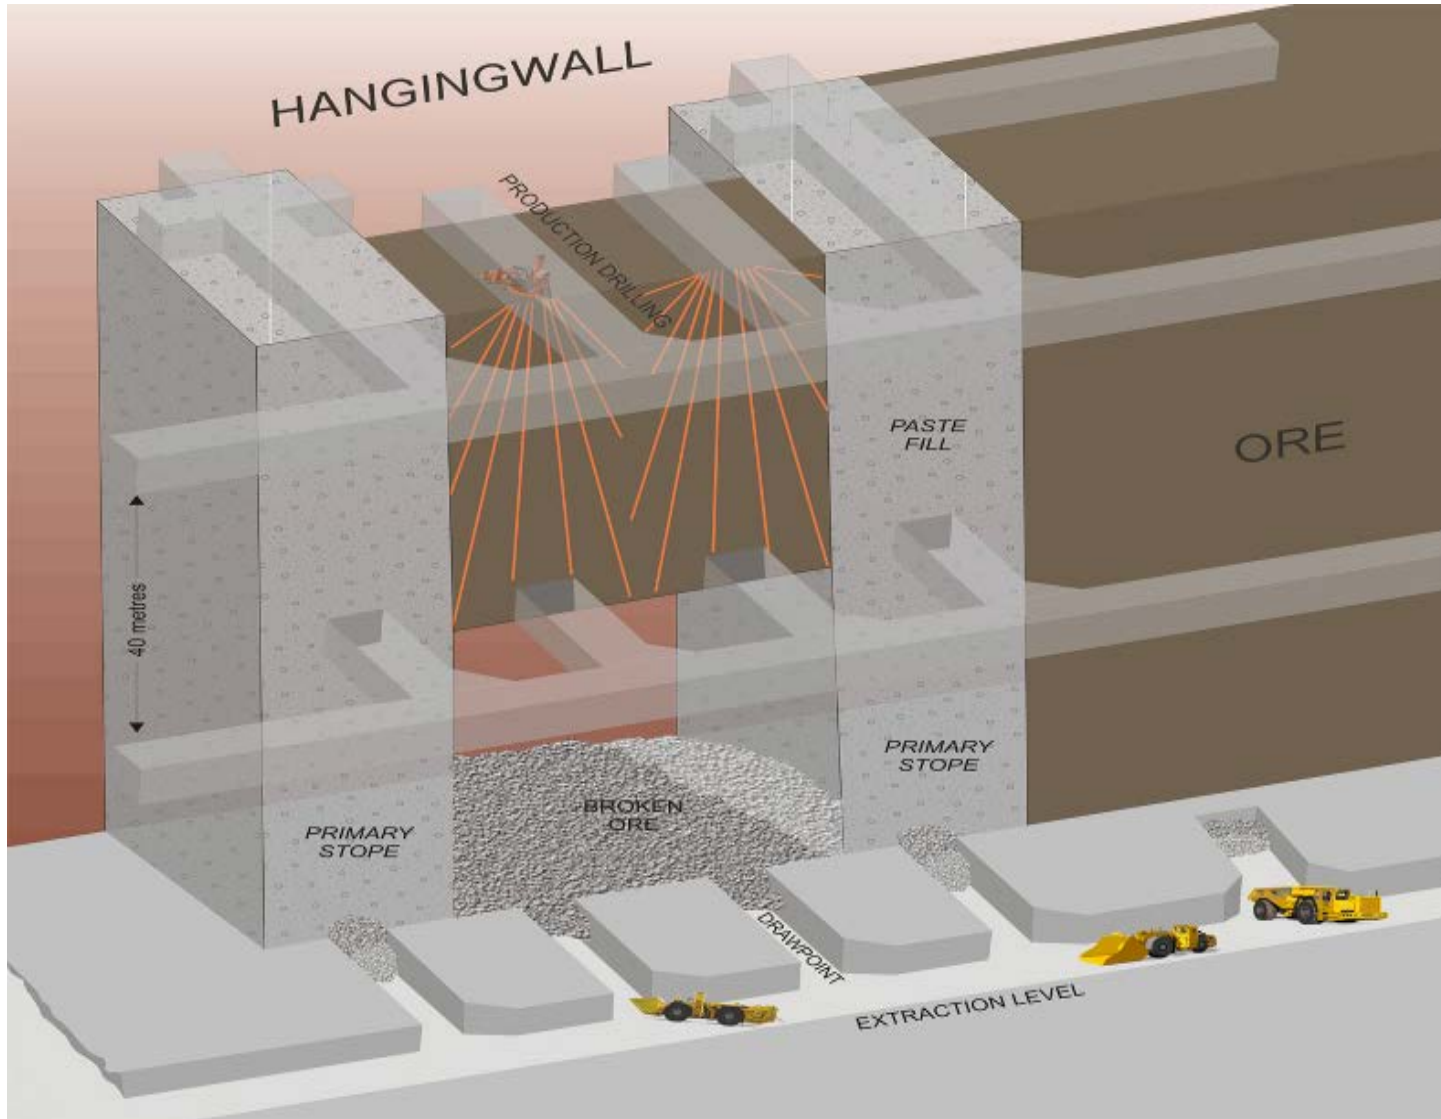 HANGINGWALL
PRODUCTION DRILLING
PASTE
FILL
ORE
40 metres
PRIMARY
STOPE
BROKEN
ORE
PRIMARY
STOPE
DRAWPOINT
EXTRACTION LEVEL